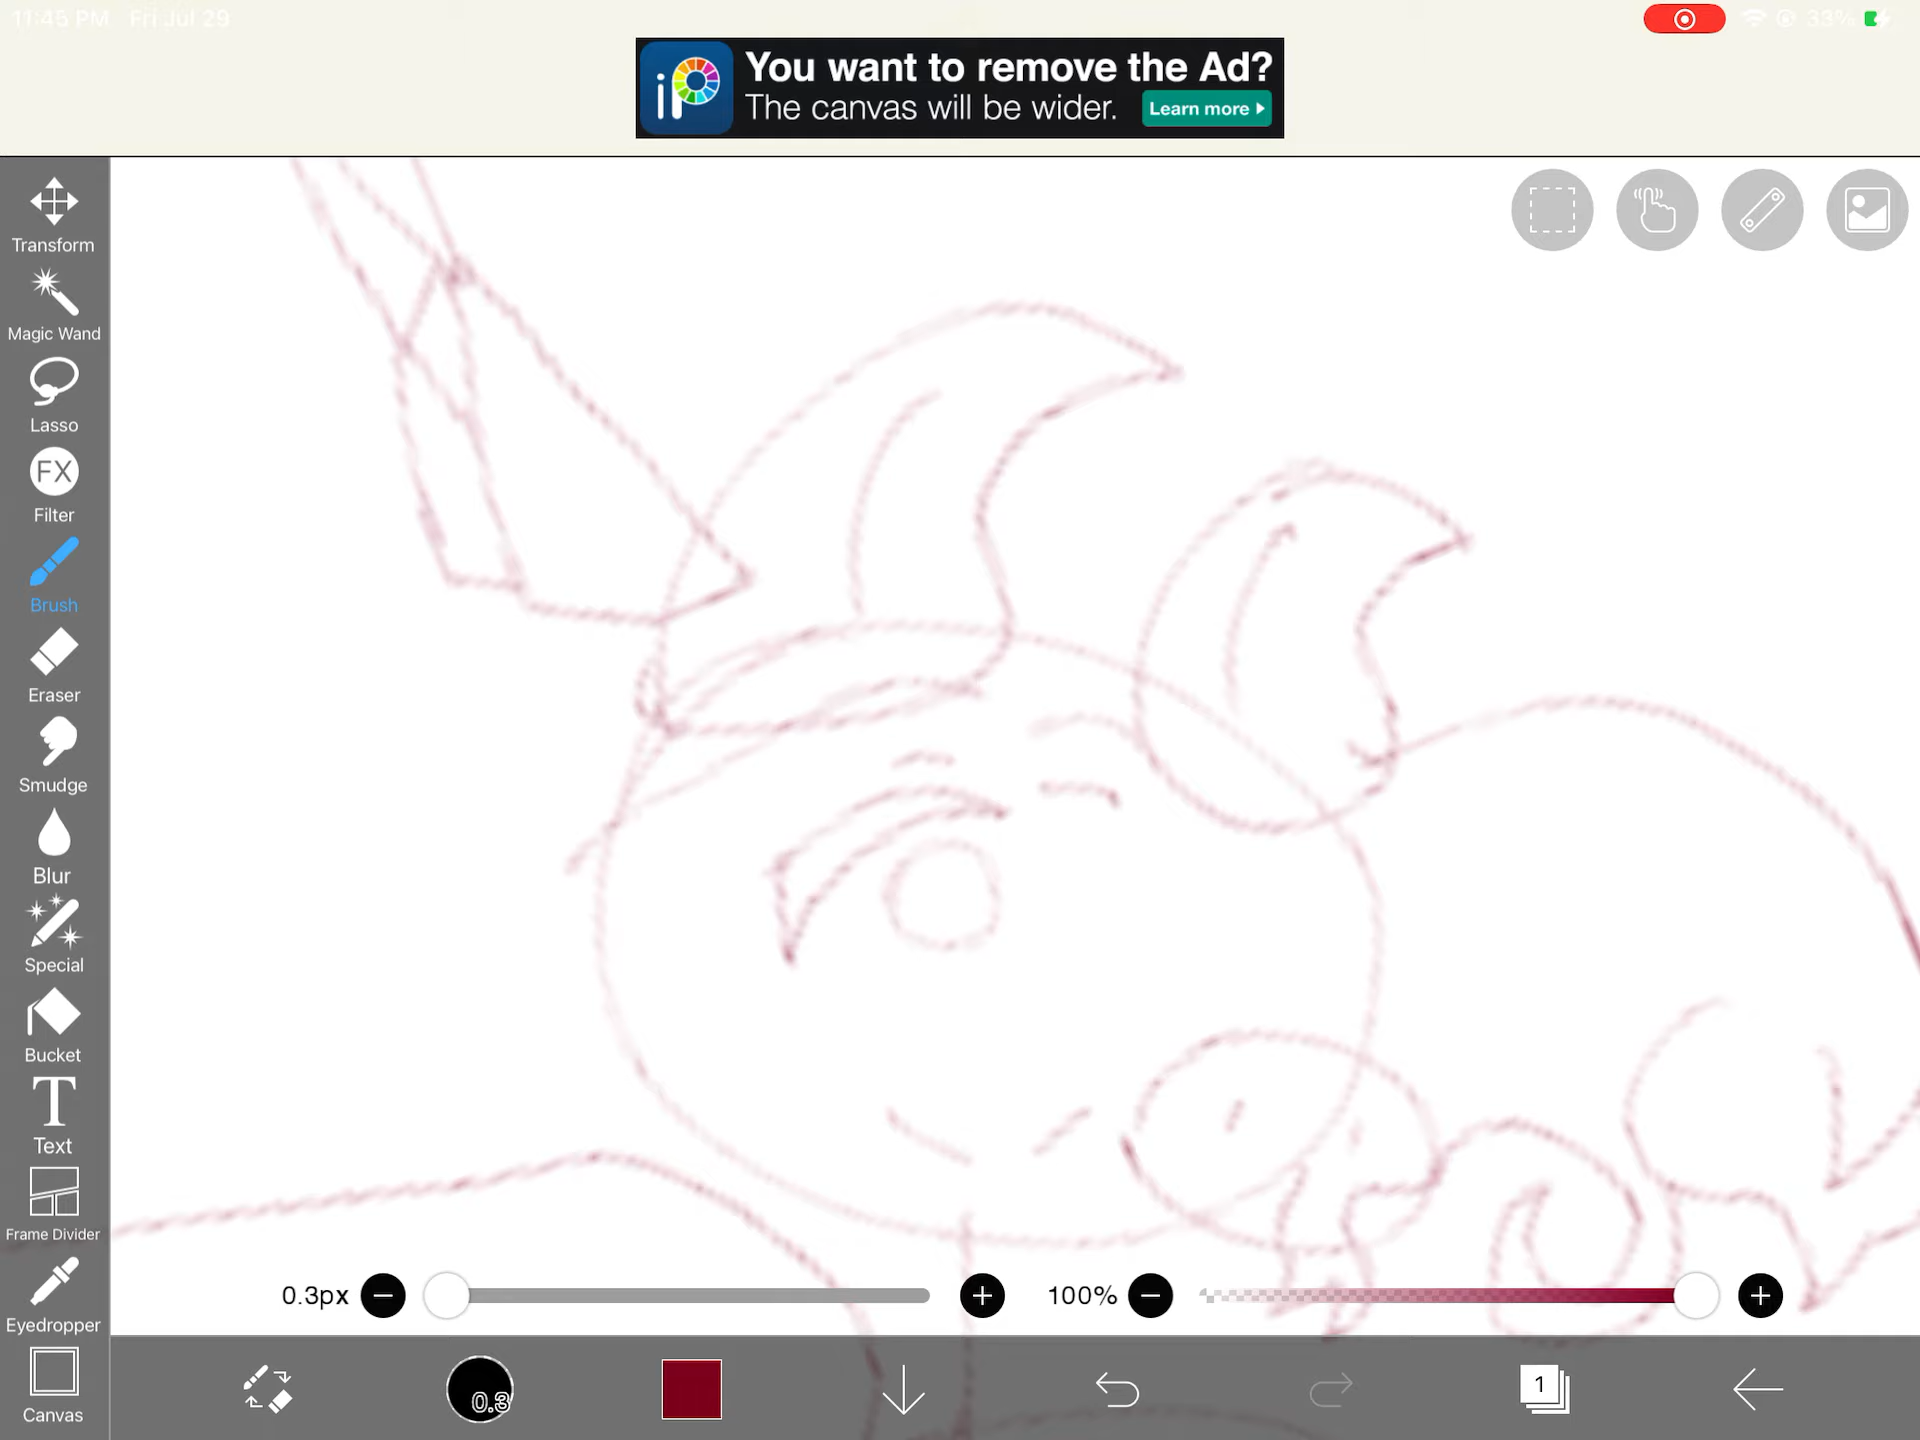 11:45 PM Fri Jul 29
33%
iP
You want to remove the Ad?
The canvas will be wider.
Learn more
Transform
Magic Wand
Lasso
FX
Filter
Brush
Eraser
Smudge
Blur
Special
Bucket
T
Text
Frame Divider
Eyedropper
Canvas
0.3px
100%
0.3
1